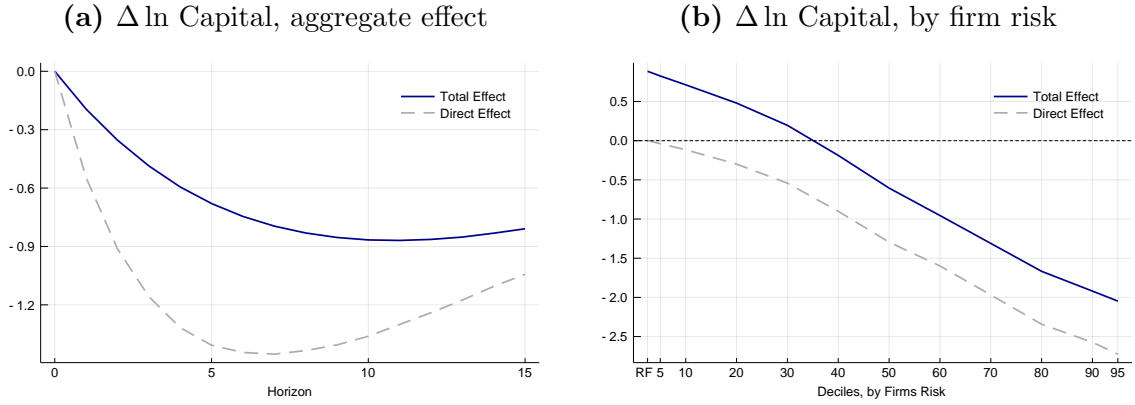 (a) Δ ln Capital, aggregate effect
0.0
- 0.3
- 0.6
- 0.9
- 1.2
Total Effect
Direct Effect
0 5 10 15
Horizon
(b) Δ ln Capital, by firm risk
0.5
0.0
- 0.5
- 1.0
- 1.5
- 2.0
- 2.5
Total Effect
Direct Effect
RF 5 10 20 30 40 50 60 70 80 90 95
Deciles, by Firms Risk